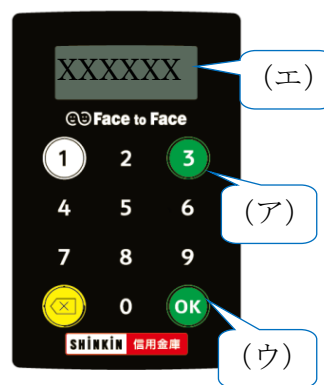 XXXXXX
(エ)
Face to Face
1 2 3
(ア)
4 5 6
7 8 9
0 OK
(ウ)
SHiNKiN 信用金庫